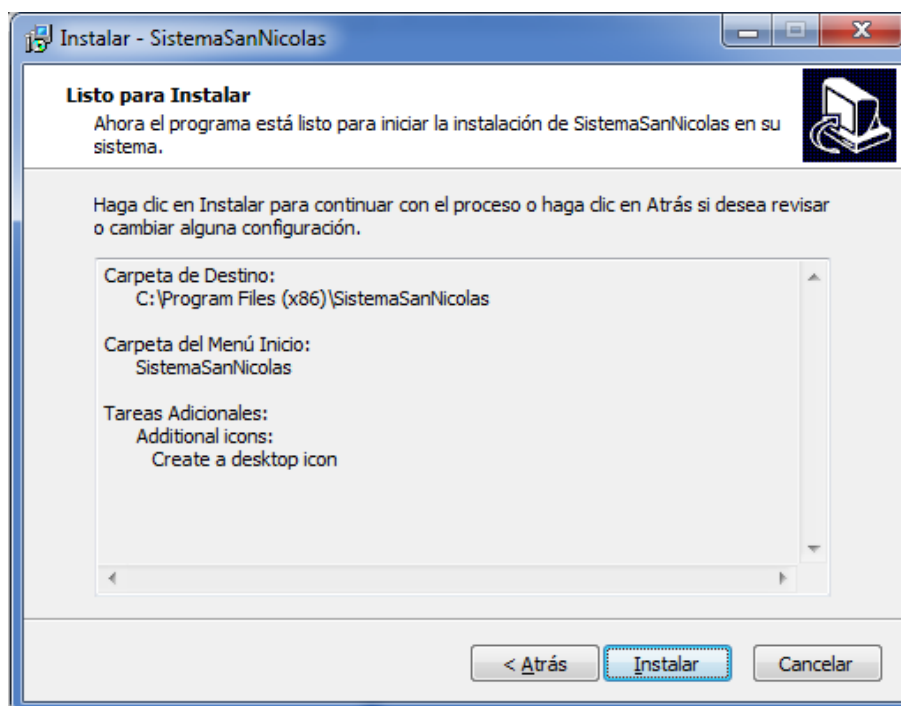 Instalar - SistemaSanNicolas
Listo para Instalar
Ahora el programa está listo para iniciar la instalación de SistemaSanNicolas en su
sistema.
Haga clic en Instalar para continuar con el proceso o haga clic en Atrás si desea revisar
o cambiar alguna configuración.
Carpeta de Destino:
C:\Program Files (x86)\SistemaSanNicolas
Carpeta del Menú Inicio:
SistemaSanNicolas
Tareas Adicionales:
Additional icons:
Create a desktop icon
< Atrás
Instalar
Cancelar